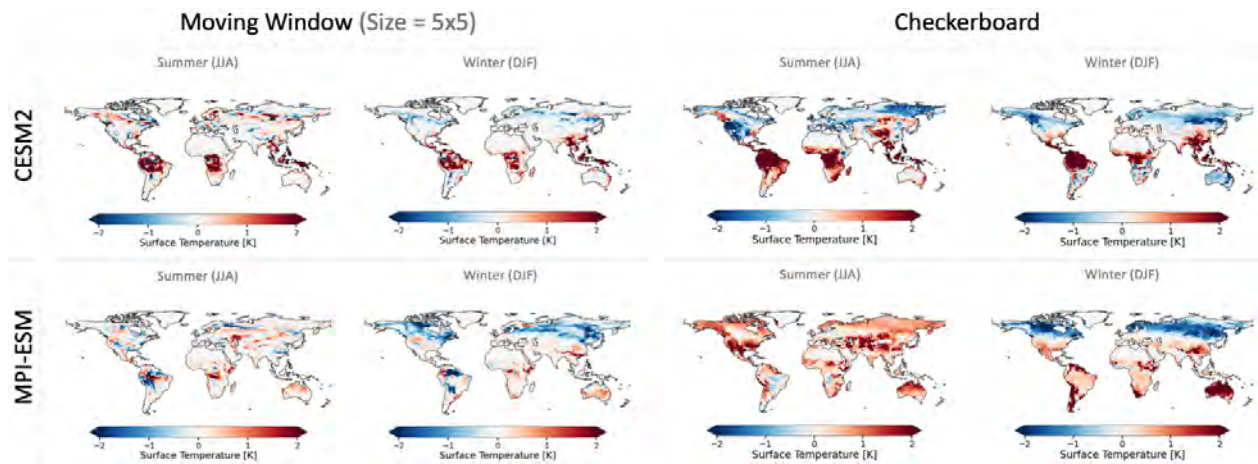 Moving Window (Size = 5x5) Checkerboard
Summer (JJA) Winter (DJF) Summer (JJA) Winter (DJF)
CESM2
−2 −1 0 1 2 −2 −1 0 1 2 −2 −1 0 1 2 −2 −1 0 1 2
Surface Temperature [K] Surface Temperature [K] Surface Temperature [K] Surface Temperature [K]
Summer (JJA) Winter (DJF) Summer (JJA) Winter (DJF)
MPI-ESM
−2 −1 0 1 2 −2 −1 0 1 2 −2 −1 0 1 2 −2 −1 0 1 2
Surface Temperature [K] Surface Temperature [K] Surface Temperature [K] Surface Temperature [K]